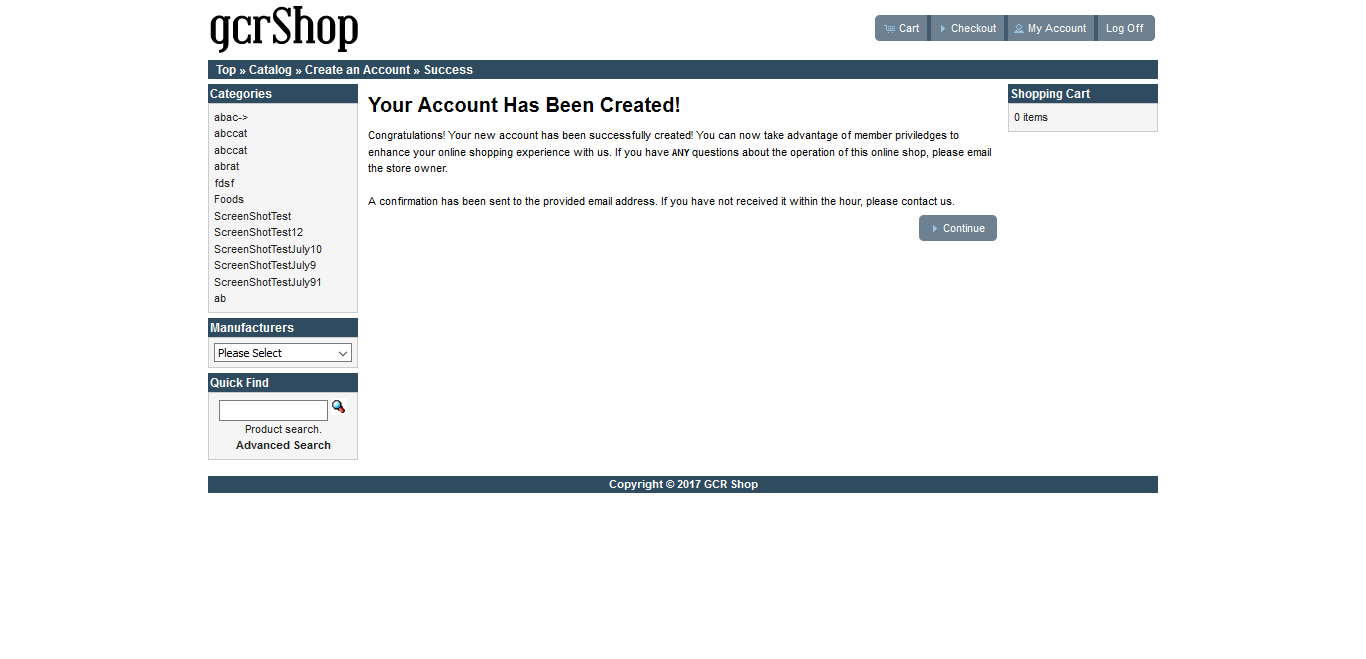 gcrShop
Cart
Checkout
My Account
Log Off
Top » Catalog » Create an Account » Success
Categories
abac->
abccat
abccat
abrat
fdsf
Foods
ScreenShotTest
ScreenShotTest12
ScreenShotTestJuly10
ScreenShotTestJuly9
ScreenShotTestJuly91
ab
Manufacturers
Please Select
Quick Find
Product search.
Advanced Search
Your Account Has Been Created!
Congratulations! Your new account has been successfully created! You can now take advantage of member priviledges to
enhance your online shopping experience with us. If you have ANY questions about the operation of this online shop, please email
the store owner.
A confirmation has been sent to the provided email address. If you have not received it within the hour, please contact us.
Continue
Shopping Cart
0 items
Copyright © 2017 GCR Shop